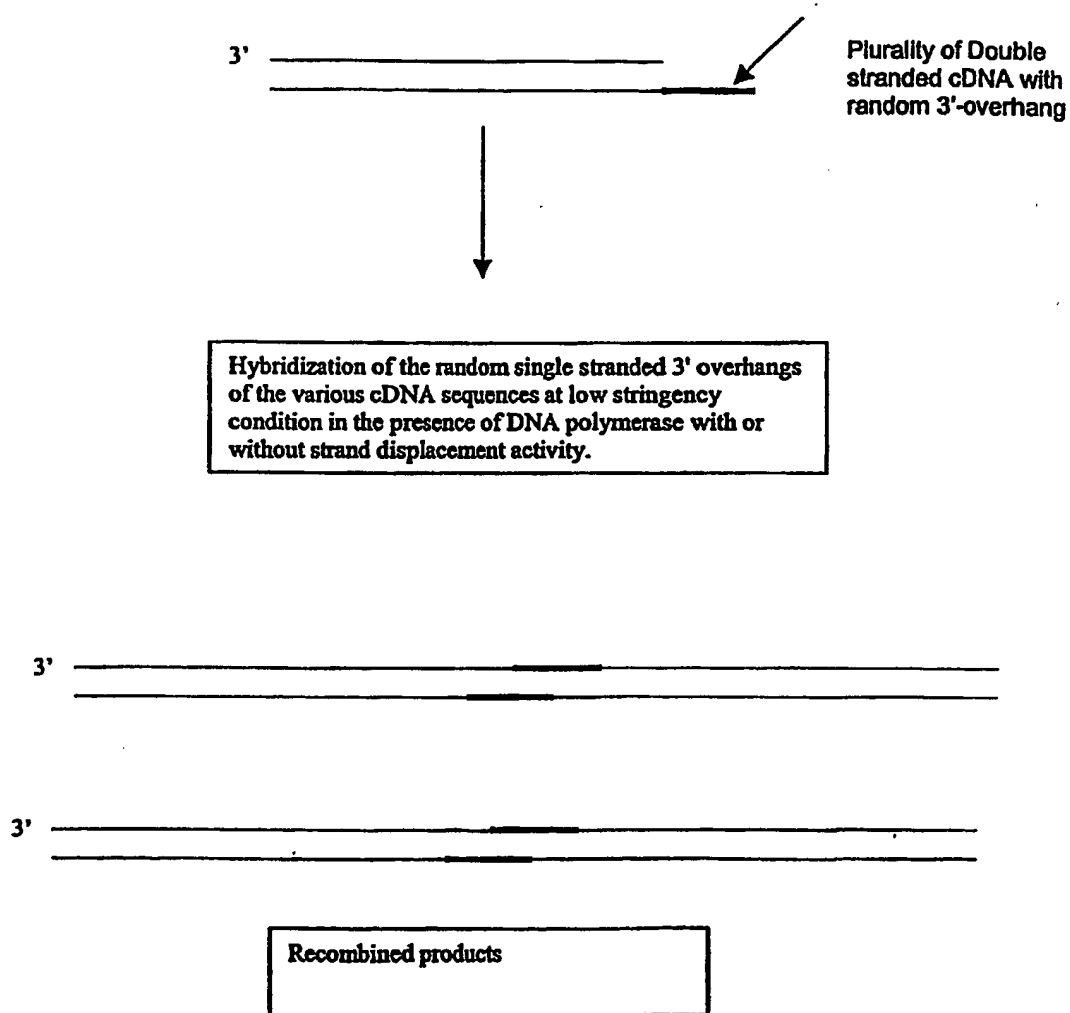 3'
Plurality of Double
stranded cDNA with
random 3'-overhang
Hybridization of the random single stranded 3' overhangs
of the various cDNA sequences at low stringency
condition in the presence of DNA polymerase with or
without strand displacement activity.
3'
3'
Recombined products